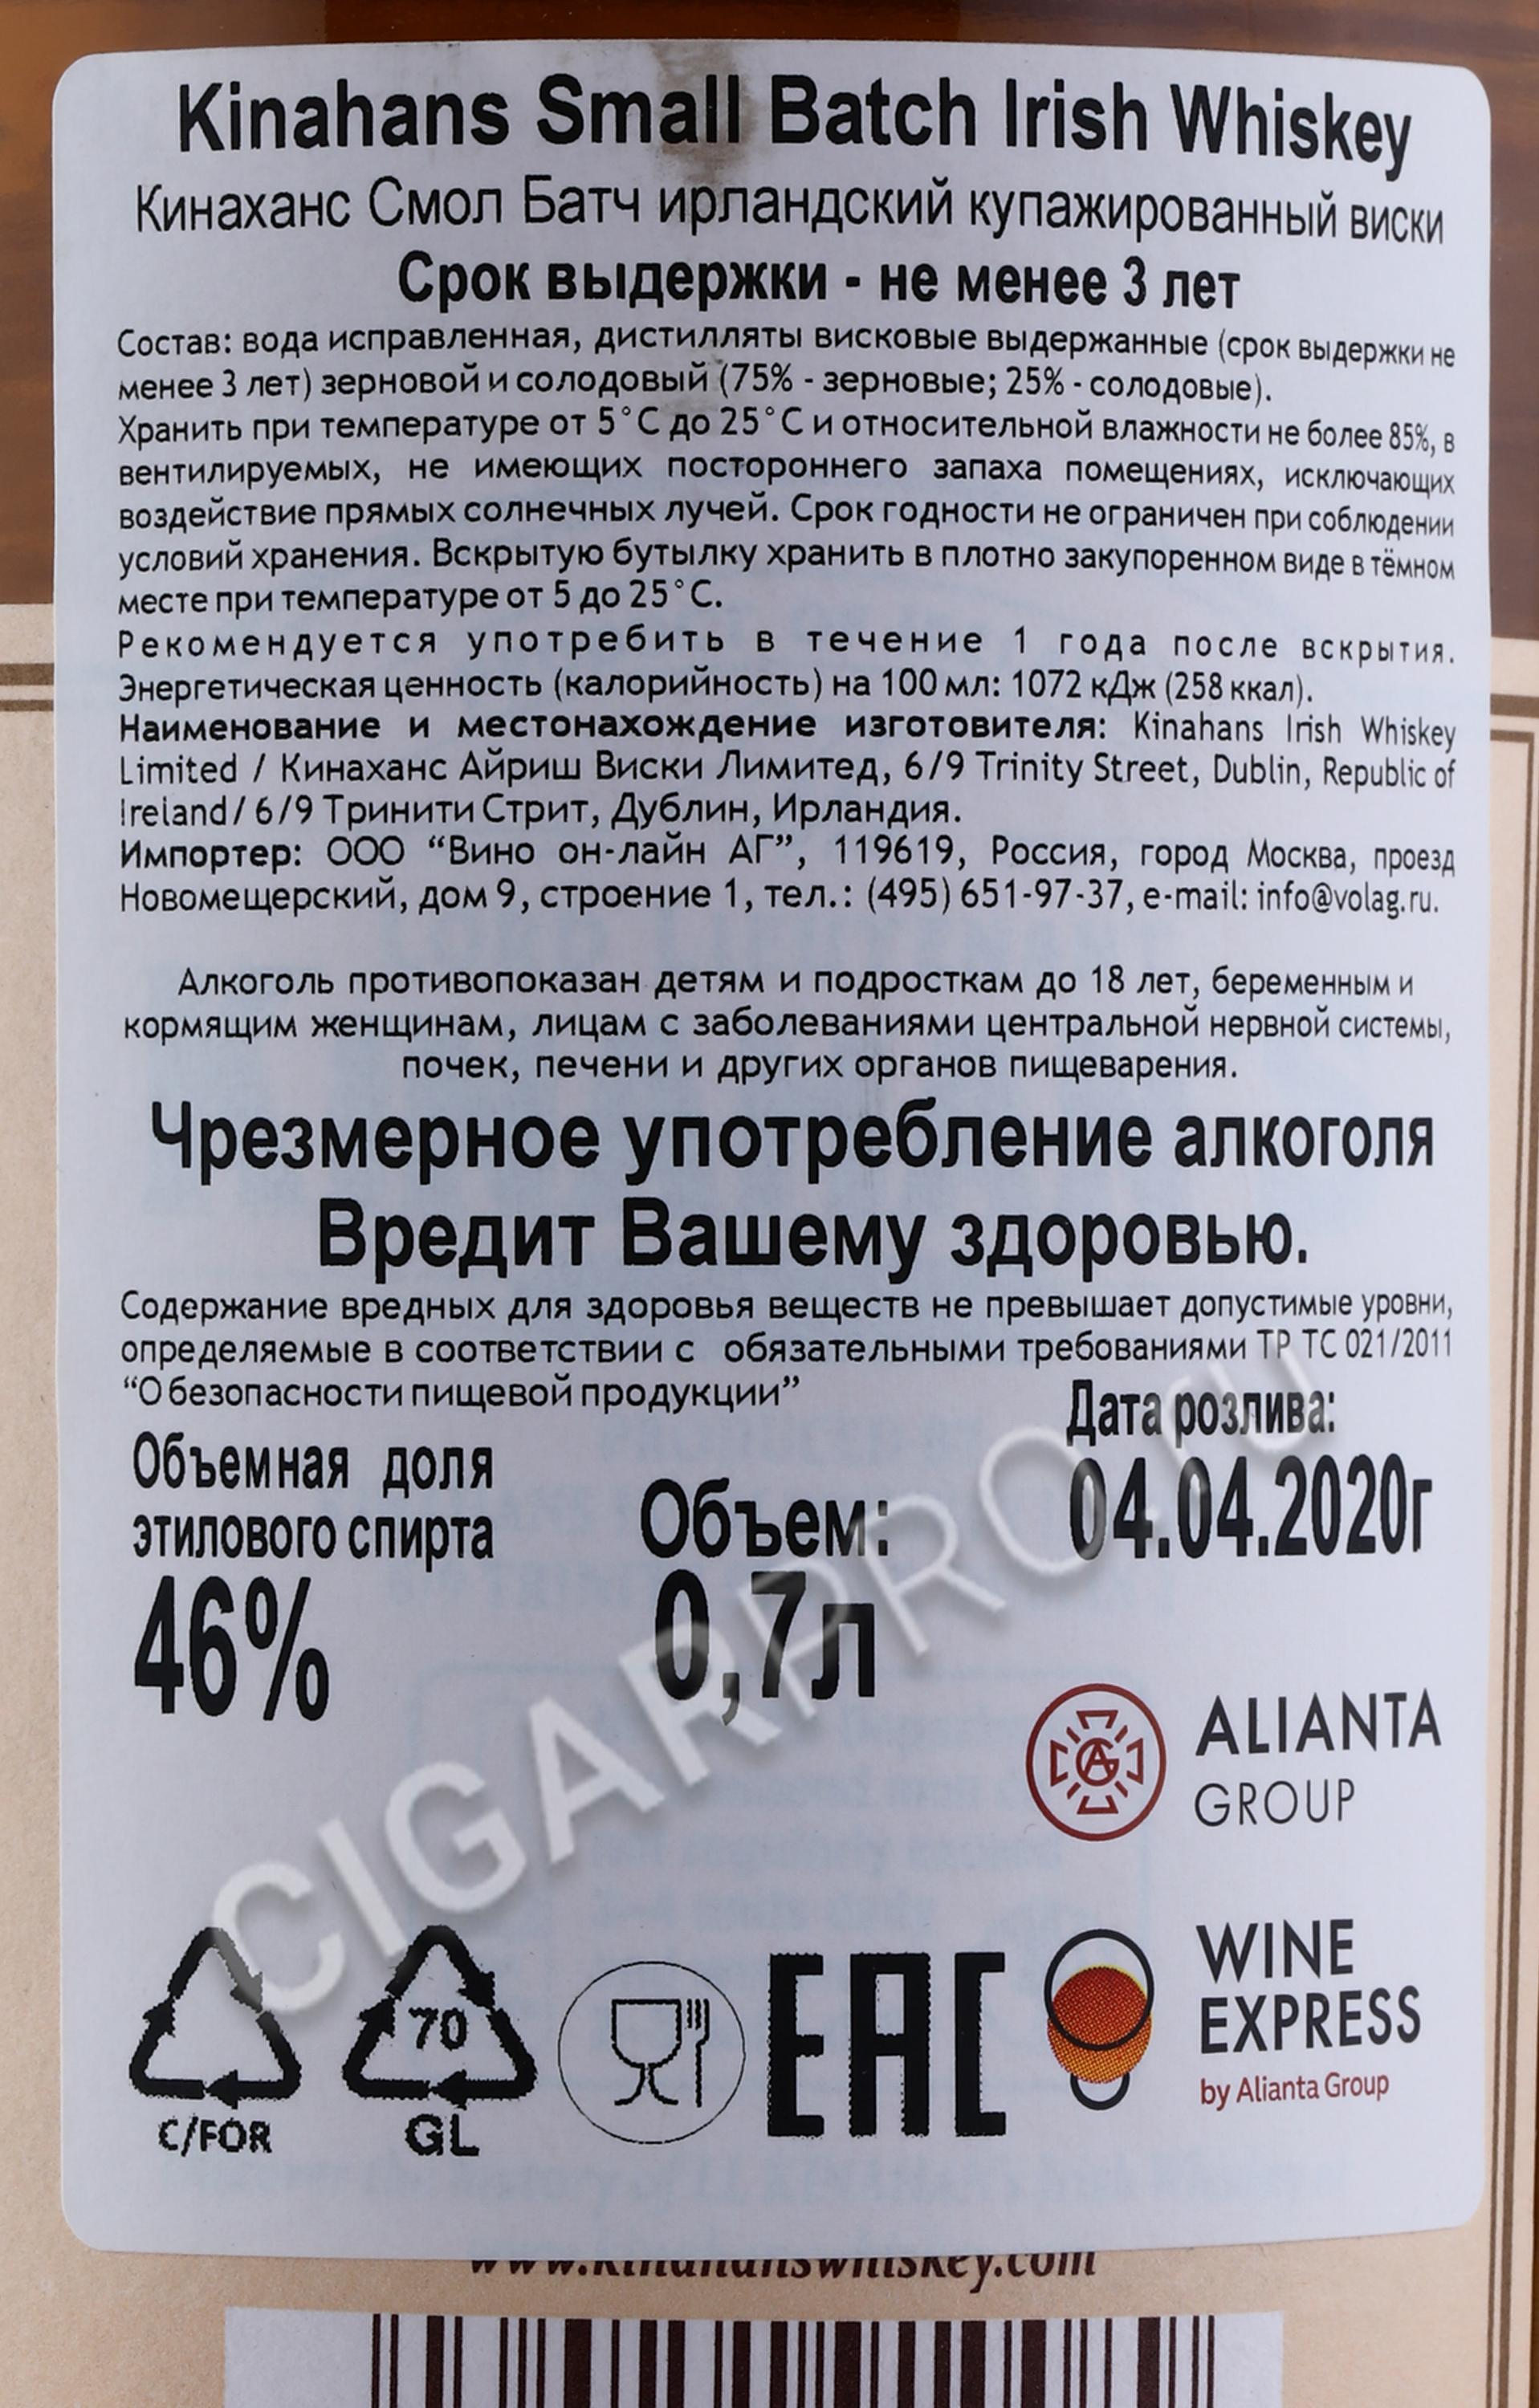 Kinahans Small Batch Irish Whiskey
Кинаханс Смол Батч ирландский купажированный виски
Срок выдержки - не менее 3 лет
Состав: вода исправленная, дистилляты висковые выдержанные (срок выдержки не
менее 3 лет) зерновой и солодовый (75% - зерновые; 25% - солодовые).
Хранить при температуре от 5°С до 25°С и относительной влажности не более 85%, в
вентилируемых, не имеющих постороннего запаха помещениях, исключающих
воздействие прямых солнечных лучей. Срок годности не ограничен при соблюдении
условий хранения. Вскрытую бутылку хранить в плотно закупоренном виде в тёмном
месте при температуре от 5 до 25°С.
Рекомендуется употребить в течение 1 года после вскрытия.
Энергетическая ценность (калорийность) на 100 мл: 1072 кДж (258 ккал).
Наименование и местонахождение изготовителя: Kinahans Irish Whiskey
Limited / Кинаханс Айриш Виски Лимитед, 6/9 Trinity Street, Dublin, Republic of
Ireland / 6/9 Тринити Стрит, Дублин, Ирландия.
Импортер: ООО “Вино он-лайн АГ”, 119619, Россия, город Москва, проезд
Новомещерский, дом 9, строение 1, тел.: (495) 651-97-37, e-mail: info@volag.ru.
Алкоголь противопоказан детям и подросткам до 18 лет, беременным и
кормящим женщинам, лицам с заболеваниями центральной нервной системы,
почек, печени и других органов пищеварения.
Чрезмерное употребление алкоголя
Вредит Вашему здоровью.
Содержание вредных для здоровья веществ не превышает допустимые уровни,
определяемые в соответствии с обязательными требованиями ТР ТС 021/2011
“О безопасности пищевой продукции”
Объемная доля
этилового спирта
46%
Объем:
0,7л
Дата розлива:
04.04.2020г
CIGARPRO.ru
ALIANTA
GROUP
WINE
EXPRESS
by Alianta Group
C/FOR
70
GL
EAC
www.kinahanswhiskey.com